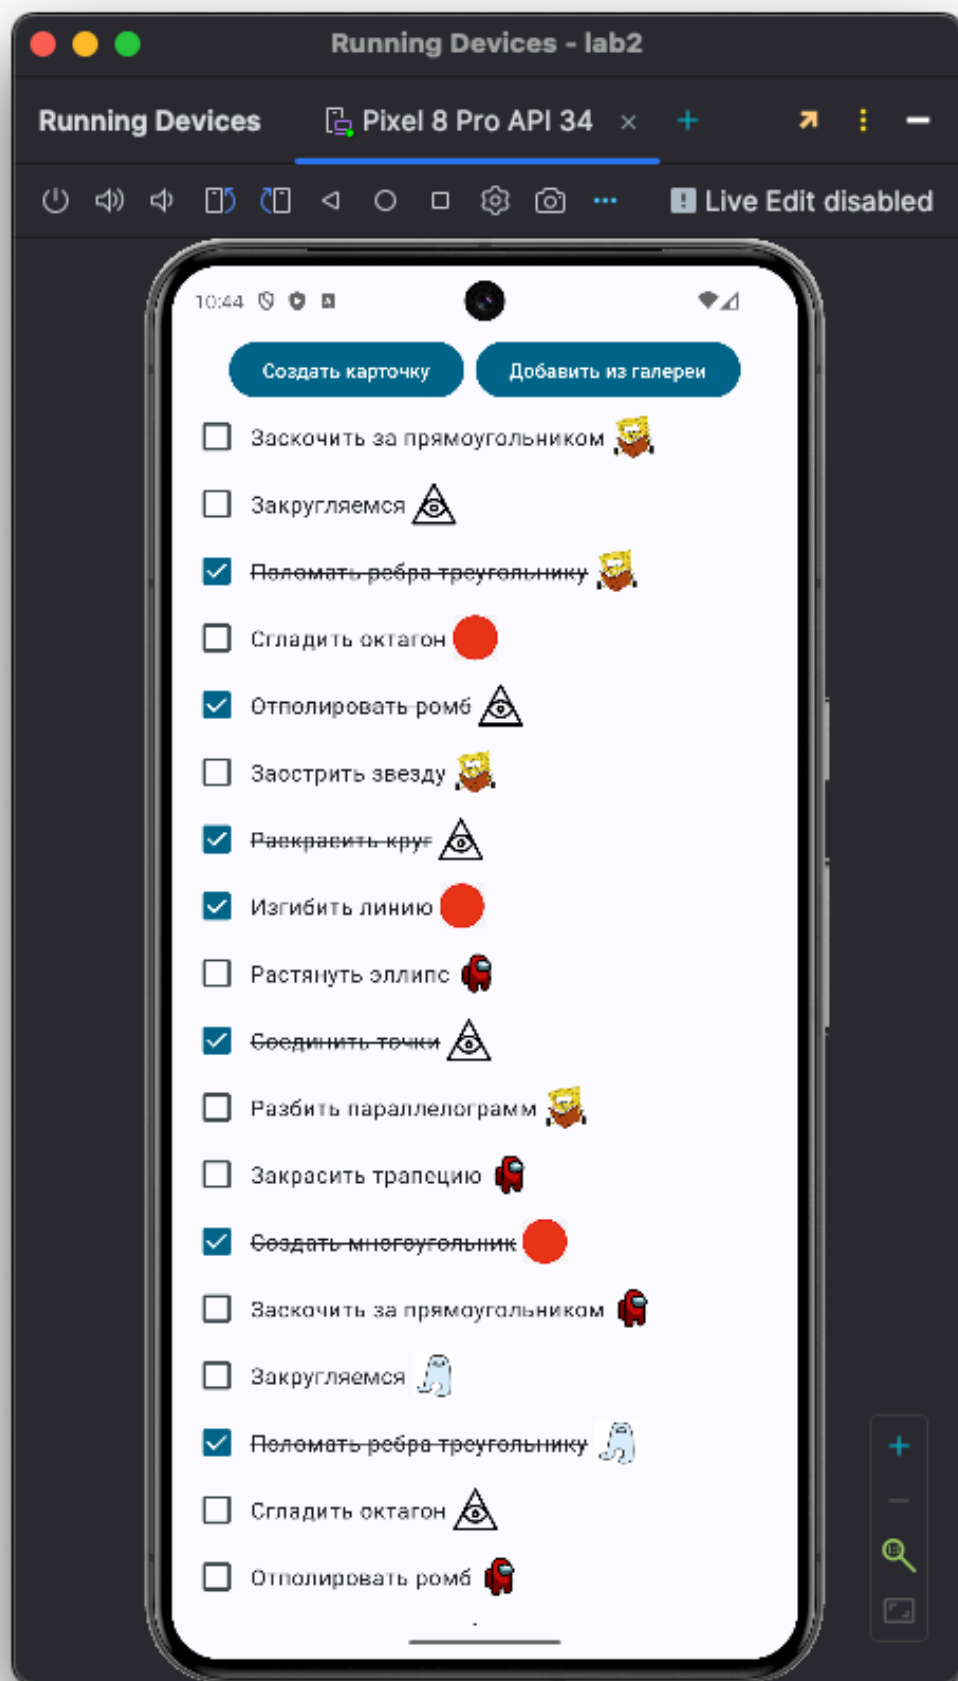 Running Devices - lab2
Running Devices Pixel 8 Pro API 34
Live Edit disabled
10:44
Создать карточку Добавить из галереи
Заскочить за прямоугольником
Закругляемся
Поломать ребра треугольнику
Сгладить октагон
Отполировать ромб
Заострить звезду
Раскрасить круг
Изгибить линию
Растянуть эллипс
Соединить точки
Разбить параллелограмм
Закрасить трапецию
Создать многоугольник
Заскочить за прямоугольником
Закругляемся
Поломать ребра треугольнику
Сгладить октагон
Отполировать ромб